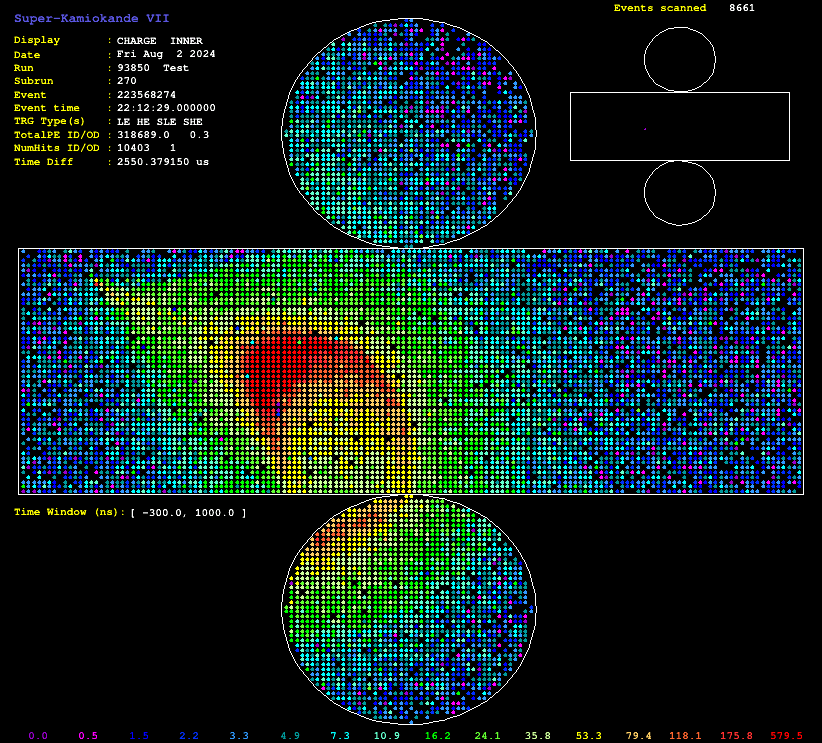 Super-Kamiokande VII
Events scanned 8661
Display : CHARGE INNER
Date : Fri Aug 2 2024
Run : 93850 Test
Subrun : 270
Event : 223568274
Event time : 22:12:29.000000
TRG Type(s) : LE HE SLE SHE
TotalPE ID/OD : 318689.0 0.3
NumHits ID/OD : 10403 1
Time Diff : 2550.379150 us
Time Window (ns): [ -300.0, 1000.0 ]
0.0 0.5 1.5 2.2 3.3 4.9 7.3 10.9 16.2 24.1 35.8 53.3 79.4 118.1 175.8 579.5